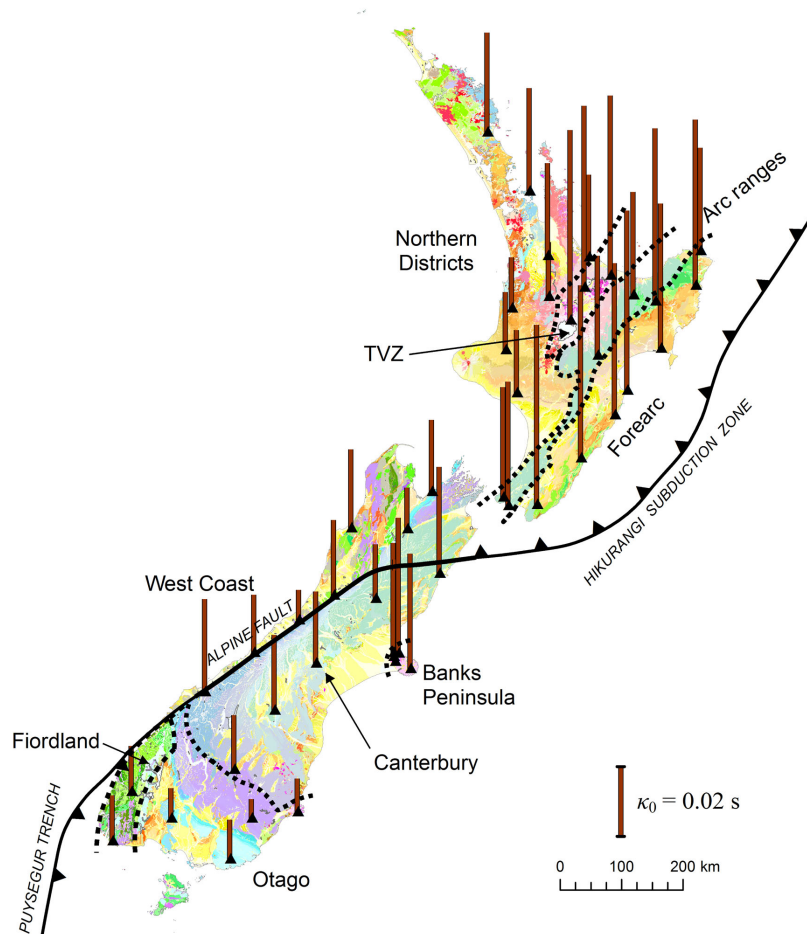 Arc ranges
Northern
Districts
TVZ
Forearc
HIKURANGI SUBDUCTION ZONE
West Coast
ALPINE FAULT
Banks
Peninsula
Fiordland
Canterbury
κ₀ = 0.02 s
PUYSEGUR TRENCH
0 100 200 km
Otago